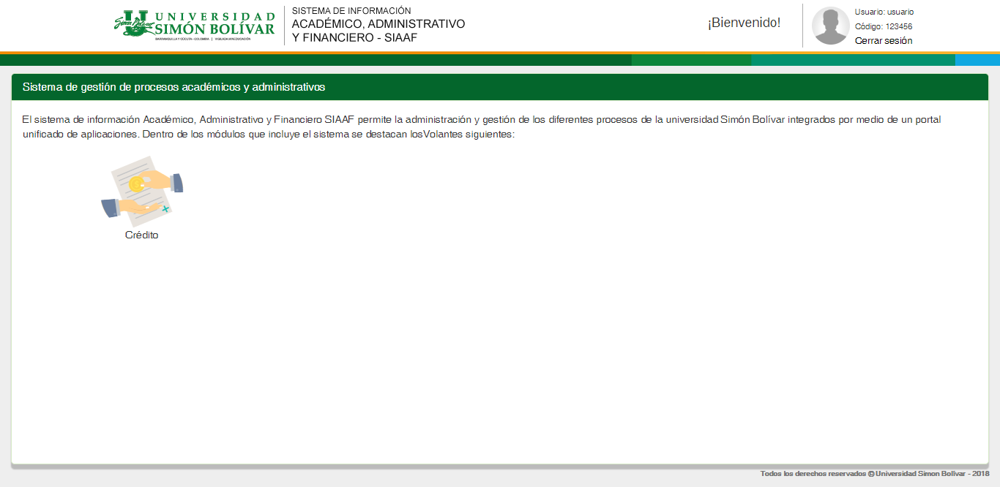 UNIVERSIDAD
SIMÓN BOLÍVAR
BARRANQUILLA Y CÚCUTA - COLOMBIA | VIGILADA MINEDUCACIÓN
SISTEMA DE INFORMACIÓN
ACADÉMICO, ADMINISTRATIVO
Y FINANCIERO - SIAAF
¡Bienvenido!
Usuario: usuario
Código: 123456
Cerrar sesión
Sistema de gestión de procesos académicos y administrativos
El sistema de información Académico, Administrativo y Financiero SIAAF permite la administración y gestión de los diferentes procesos de la universidad Simón Bolívar integrados por medio de un portal
unificado de aplicaciones. Dentro de los módulos que incluye el sistema se destacan losVolantes siguientes:
Crédito
Todos los derechos reservados © Universidad Simon Bolívar - 2018